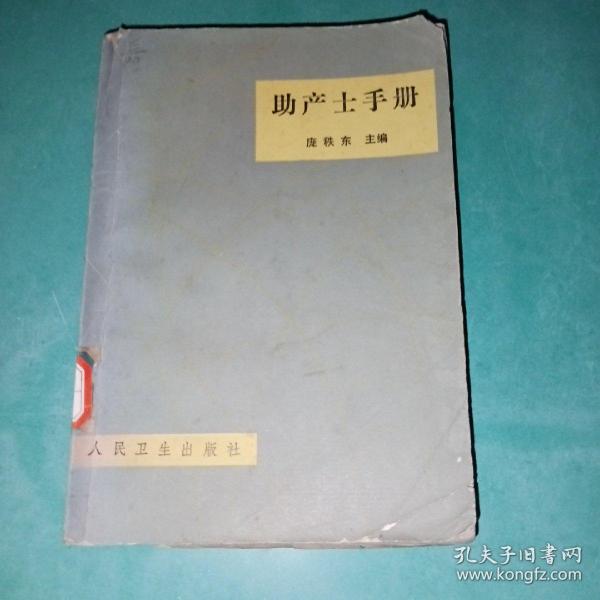 助产士手册
庞秩东 主编
人民卫生出版社
孔夫子旧书网
www.kongfz.com